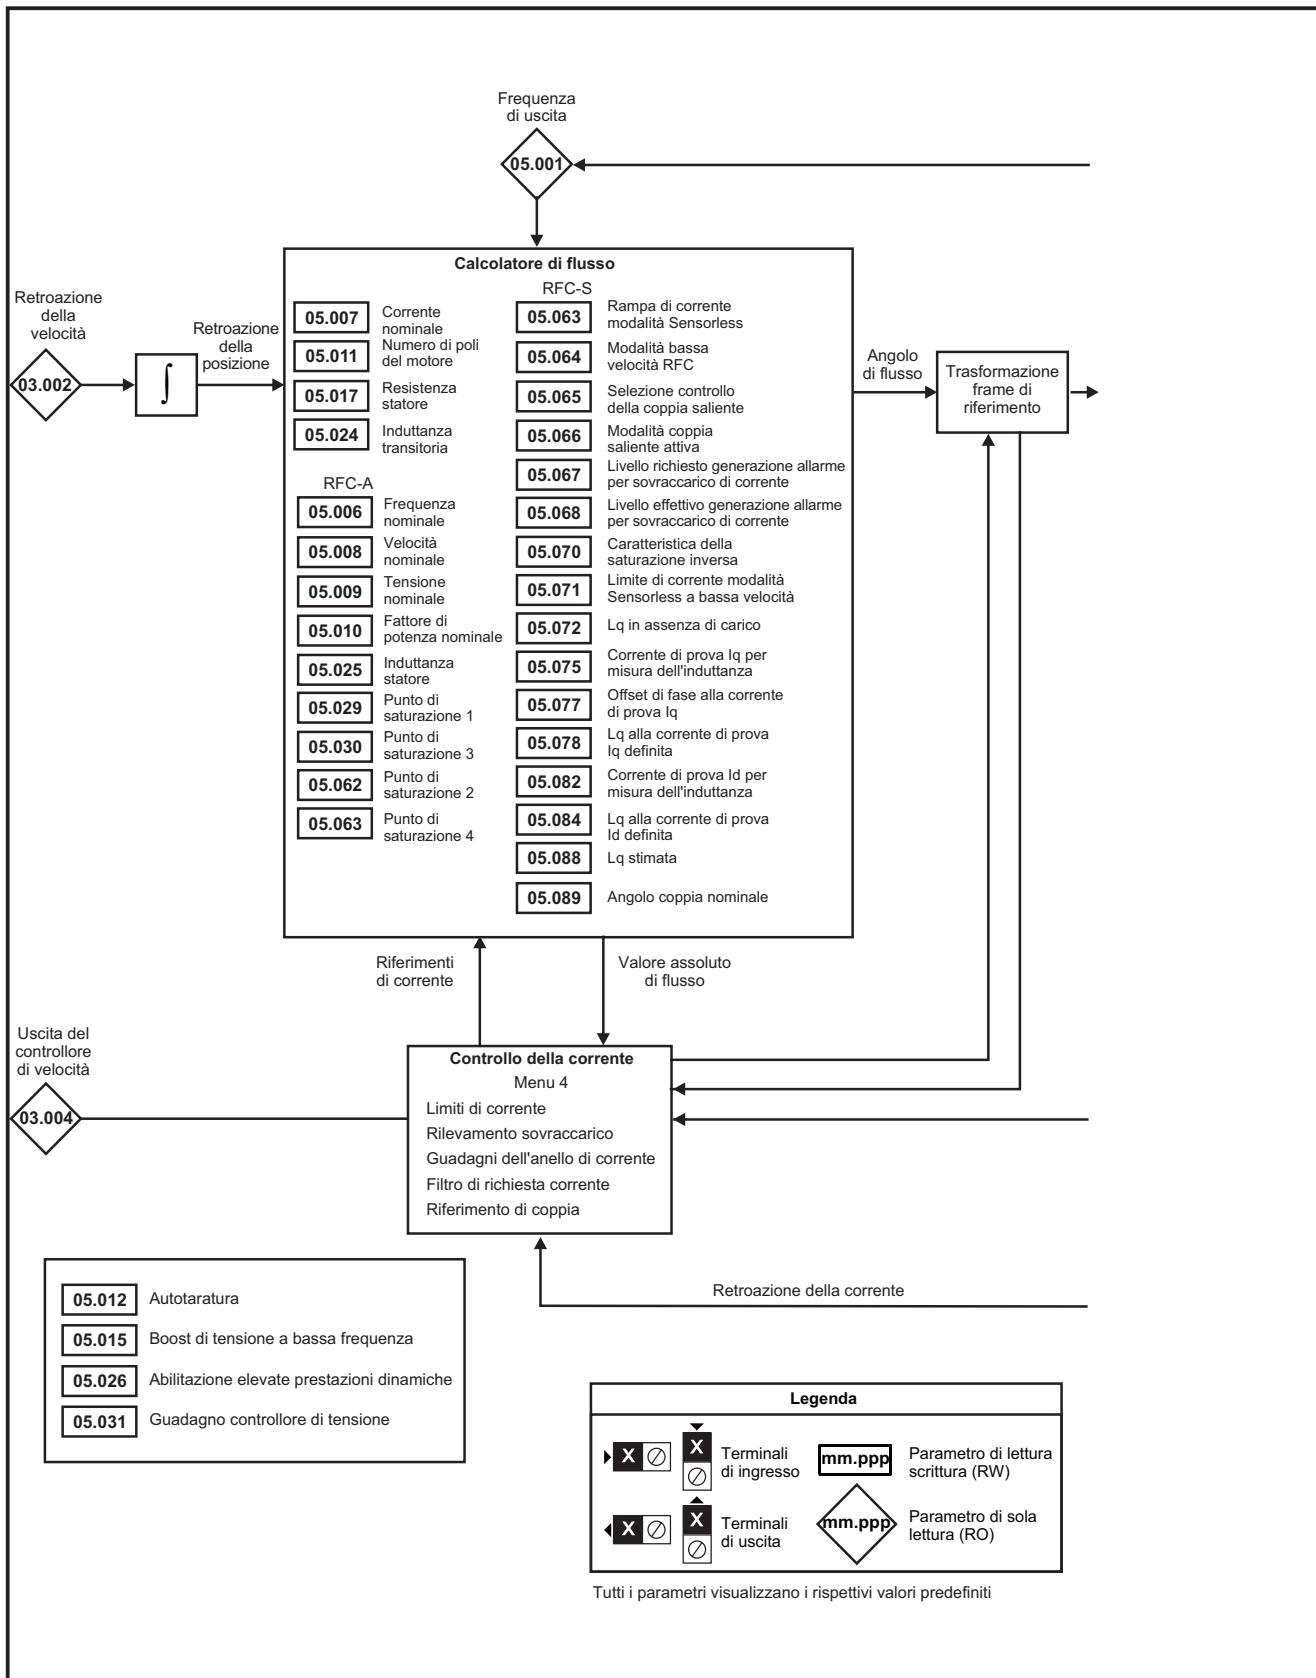 Frequenza
di uscita
05.001
Calcolatore di flusso
Retroazione
della
velocità
03.002
∫
Retroazione
della
posizione
05.007
Corrente
nominale
05.011
Numero di poli
del motore
05.017
Resistenza
statore
05.024
Induttanza
transitoria
RFC-A
05.006
Frequenza
nominale
05.008
Velocità
nominale
05.009
Tensione
nominale
05.010
Fattore di
potenza nominale
05.025
Induttanza
statore
05.029
Punto di
saturazione 1
05.030
Punto di
saturazione 3
05.062
Punto di
saturazione 2
05.063
Punto di
saturazione 4
RFC-S
05.063
Rampa di corrente
modalità Sensorless
05.064
Modalità bassa
velocità RFC
05.065
Selezione controllo
della coppia saliente
05.066
Modalità coppia
saliente attiva
05.067
Livello richiesto generazione allarme
per sovraccarico di corrente
05.068
Livello effettivo generazione allarme
per sovraccarico di corrente
05.070
Caratteristica della
saturazione inversa
05.071
Limite di corrente modalità
Sensorless a bassa velocità
05.072
Lq in assenza di carico
05.075
Corrente di prova Iq per
misura dell'induttanza
05.077
Offset di fase alla corrente
di prova Iq
05.078
Lq alla corrente di prova
Iq definita
05.082
Corrente di prova Id per
misura dell'induttanza
05.084
Lq alla corrente di prova
Id definita
05.088
Lq stimata
05.089
Angolo coppia nominale
Angolo
di flusso
Trasformazione
frame di
riferimento
Riferimenti
di corrente
Valore assoluto
di flusso
Uscita del
controllore
di velocità
03.004
Controllo della corrente
Menu 4
Limiti di corrente
Rilevamento sovraccarico
Guadagni dell'anello di corrente
Filtro di richiesta corrente
Riferimento di coppia
Retroazione della corrente
05.012
Autotaratura
05.015
Boost di tensione a bassa frequenza
05.026
Abilitazione elevate prestazioni dinamiche
05.031
Guadagno controllore di tensione
Legenda
X
X
Terminali
di ingresso
mm.ppp
Parametro di lettura
scrittura (RW)
X
X
Terminali
di uscita
mm.ppp
Parametro di sola
lettura (RO)
Tutti i parametri visualizzano i rispettivi valori predefiniti